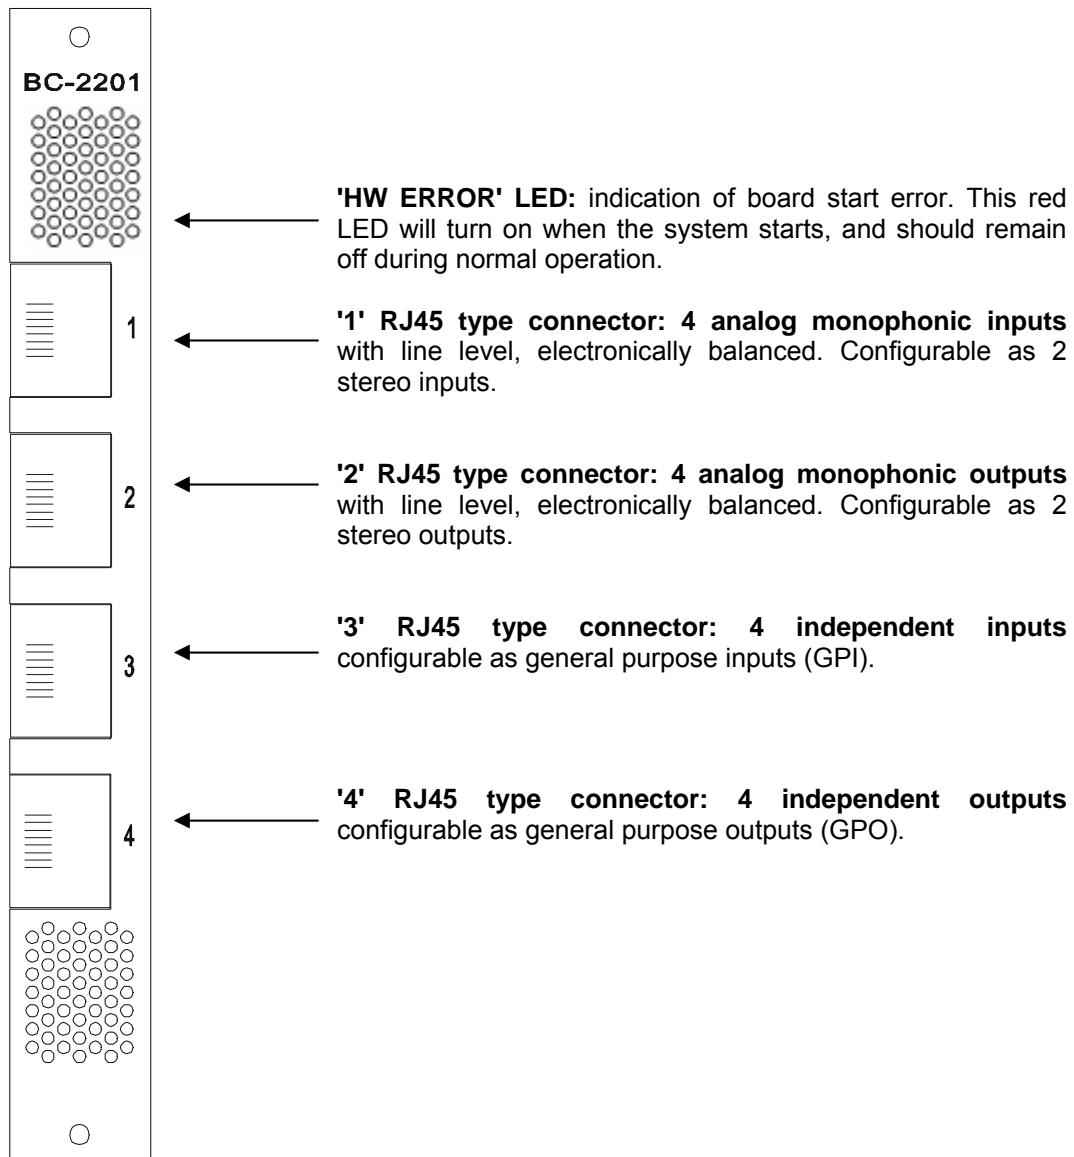 BC-2201
'HW ERROR' LED: indication of board start error. This red
LED will turn on when the system starts, and should remain
off during normal operation.
1
'1' RJ45 type connector: 4 analog monophonic inputs
with line level, electronically balanced. Configurable as 2
stereo inputs.
2
'2' RJ45 type connector: 4 analog monophonic outputs
with line level, electronically balanced. Configurable as 2
stereo outputs.
3
'3' RJ45 type connector: 4 independent inputs
configurable as general purpose inputs (GPI).
4
'4' RJ45 type connector: 4 independent outputs
configurable as general purpose outputs (GPO).